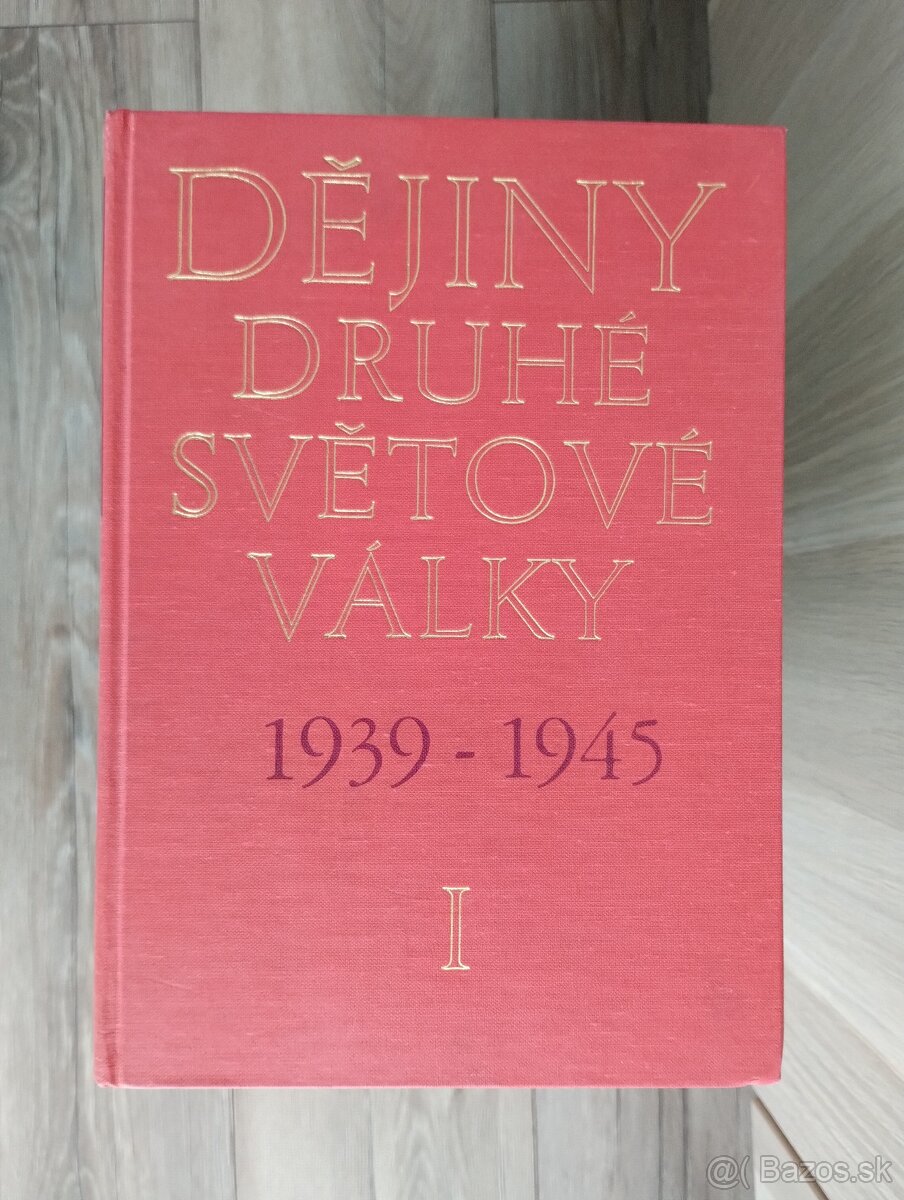 DĚJINY
DRUHÉ
SVĚTOVÉ
VÁLKY
1939 - 1945
I
@( Bazos.sk